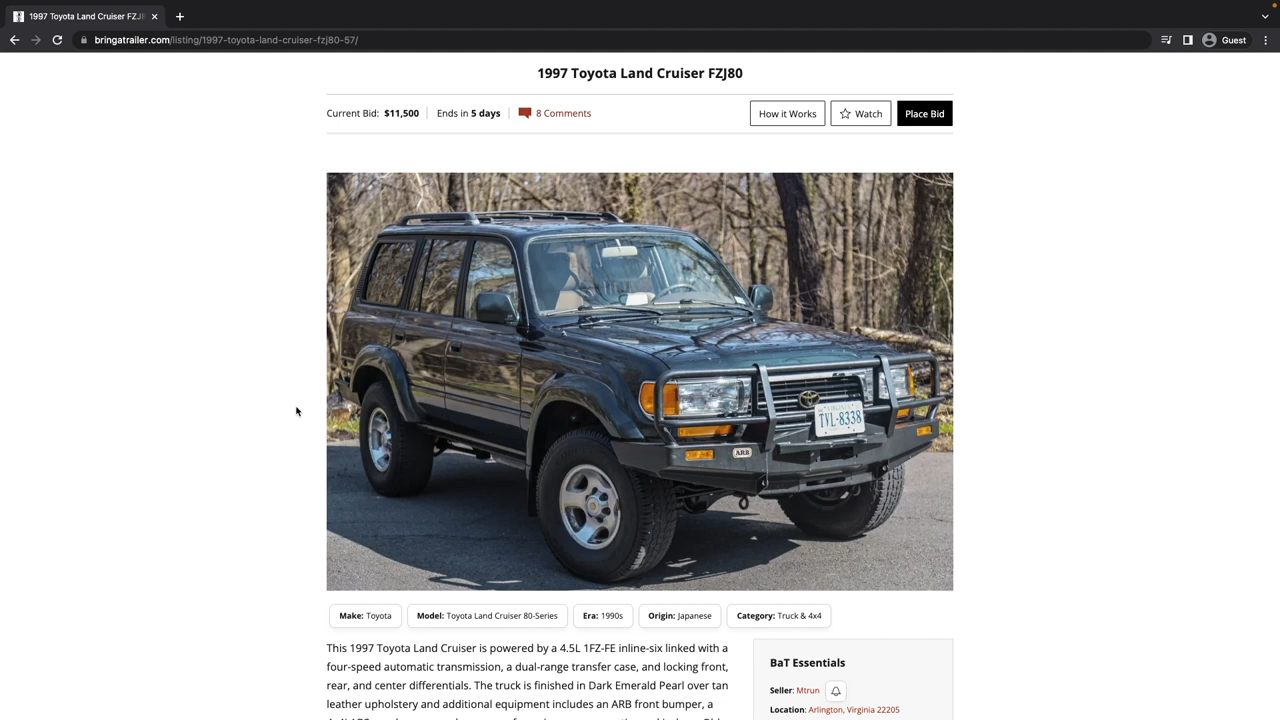 1997 Toyota Land Cruiser FZJ8
bringatrailer.com/listing/1997-toyota-land-cruiser-fzj80-57/
Guest
1997 Toyota Land Cruiser FZJ80
Current Bid: $11,500 Ends in 5 days 8 Comments How it Works Watch Place Bid
VIRGINIA
TVL-8338
ARB
Make: Toyota Model: Toyota Land Cruiser 80-Series Era: 1990s Origin: Japanese Category: Truck & 4x4
This 1997 Toyota Land Cruiser is powered by a 4.5L 1FZ-FE inline-six linked with a
four-speed automatic transmission, a dual-range transfer case, and locking front,
rear, and center differentials. The truck is finished in Dark Emerald Pearl over tan
leather upholstery and additional equipment includes an ARB front bumper, a
BaT Essentials
Seller: Mtrun
Location: Arlington, Virginia 22205